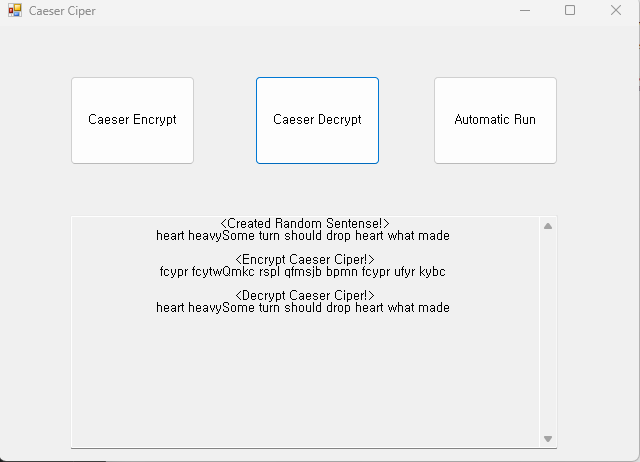 Caeser Ciper
Caeser Encrypt
Caeser Decrypt
Automatic Run
<Created Random Sentense!>
heart heavySome turn should drop heart what made
<Encrypt Caeser Ciper!>
fcypr fcytwQmkc rspl qfmsjb bpmn fcypr ufyr kybc
<Decrypt Caeser Ciper!>
heart heavySome turn should drop heart what made